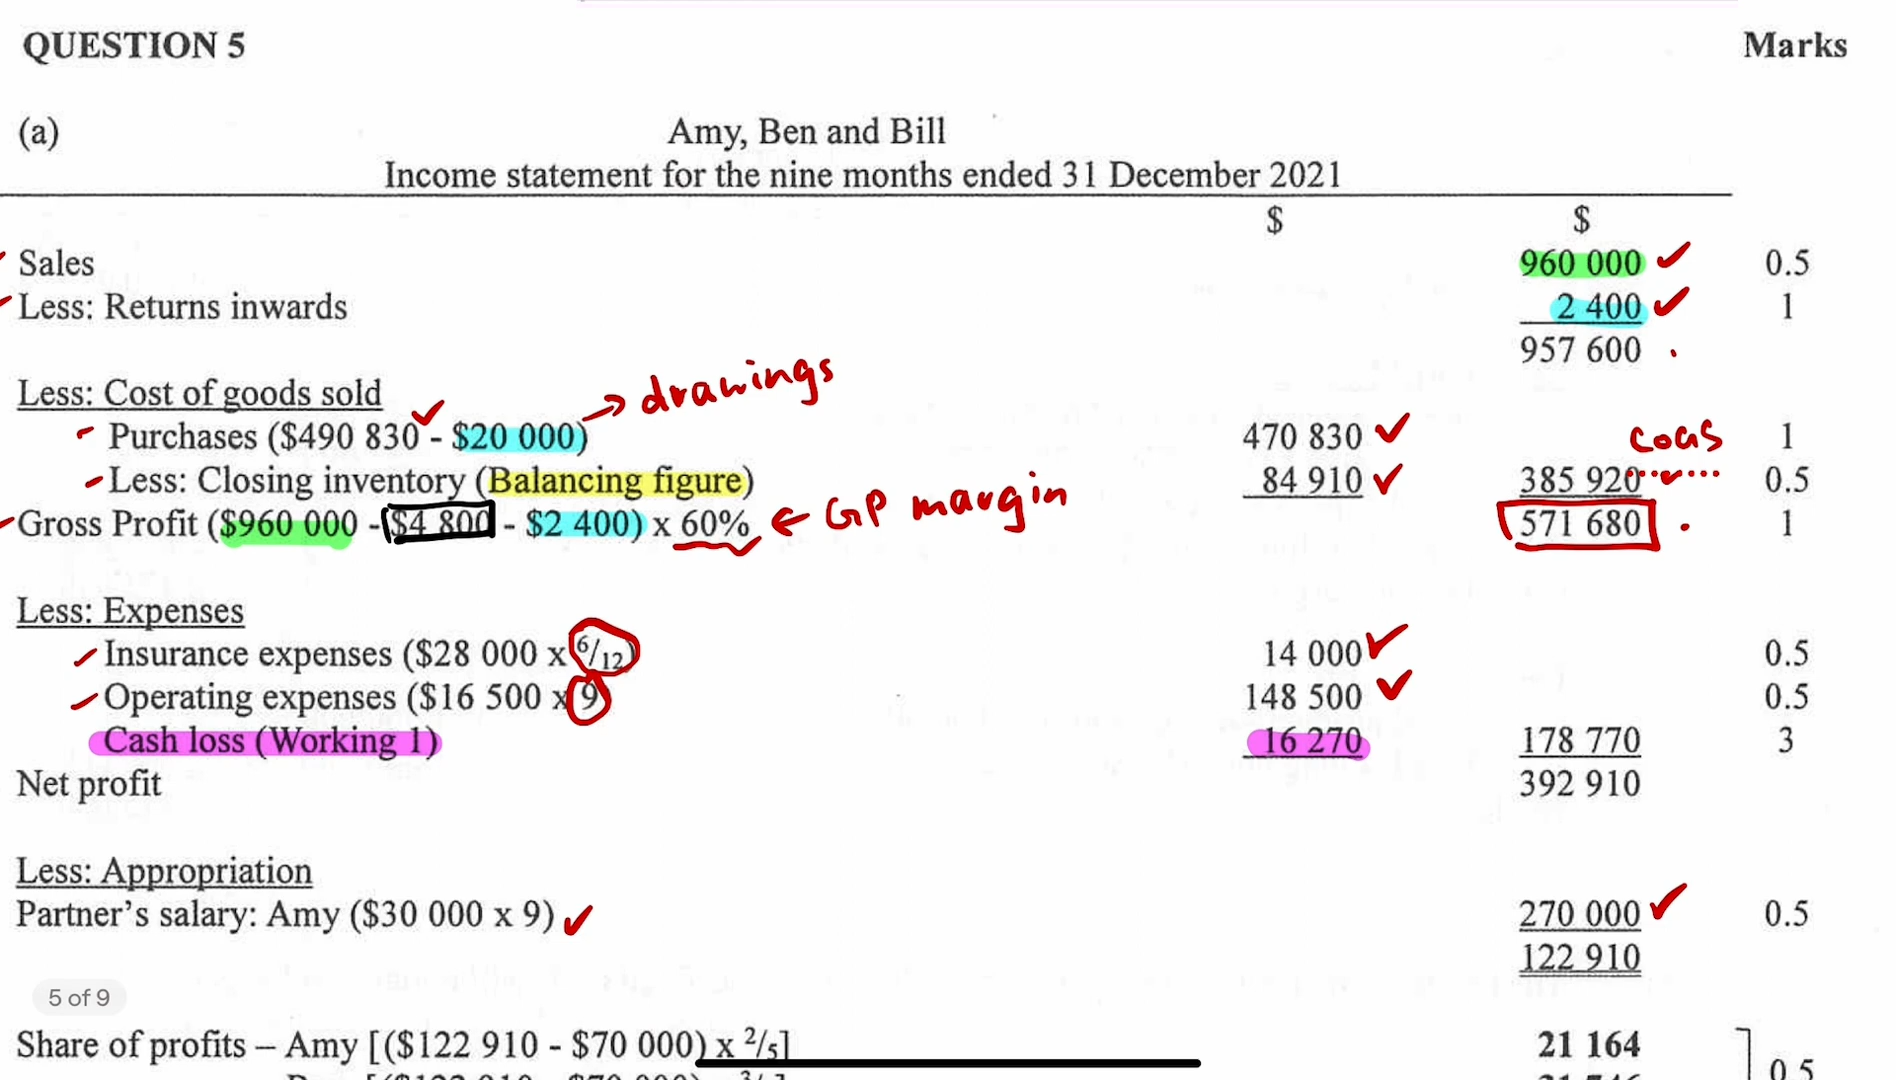 QUESTION 5 Marks
(a) Amy, Ben and Bill
Income statement for the nine months ended 31 December 2021
$ $
Sales 960 000 0.5
Less: Returns inwards 2 400 1
957 600
Less: Cost of goods sold → drawings
Purchases ($490 830 - $20 000) 470 830 COGS 1
Less: Closing inventory (Balancing figure) 84 910 385 920 0.5
Gross Profit ($960 000 - $4 800 - $2 400) x 60% ← GP margin 571 680 1
Less: Expenses
Insurance expenses ($28 000 x 6/12) 14 000 0.5
Operating expenses ($16 500 x 9) 148 500 0.5
Cash loss (Working 1) 16 270 178 770 3
Net profit 392 910
Less: Appropriation
Partner's salary: Amy ($30 000 x 9) 270 000 0.5
122 910
5 of 9
Share of profits – Amy [($122 910 - $70 000) x 2/5] 21 164
0.5